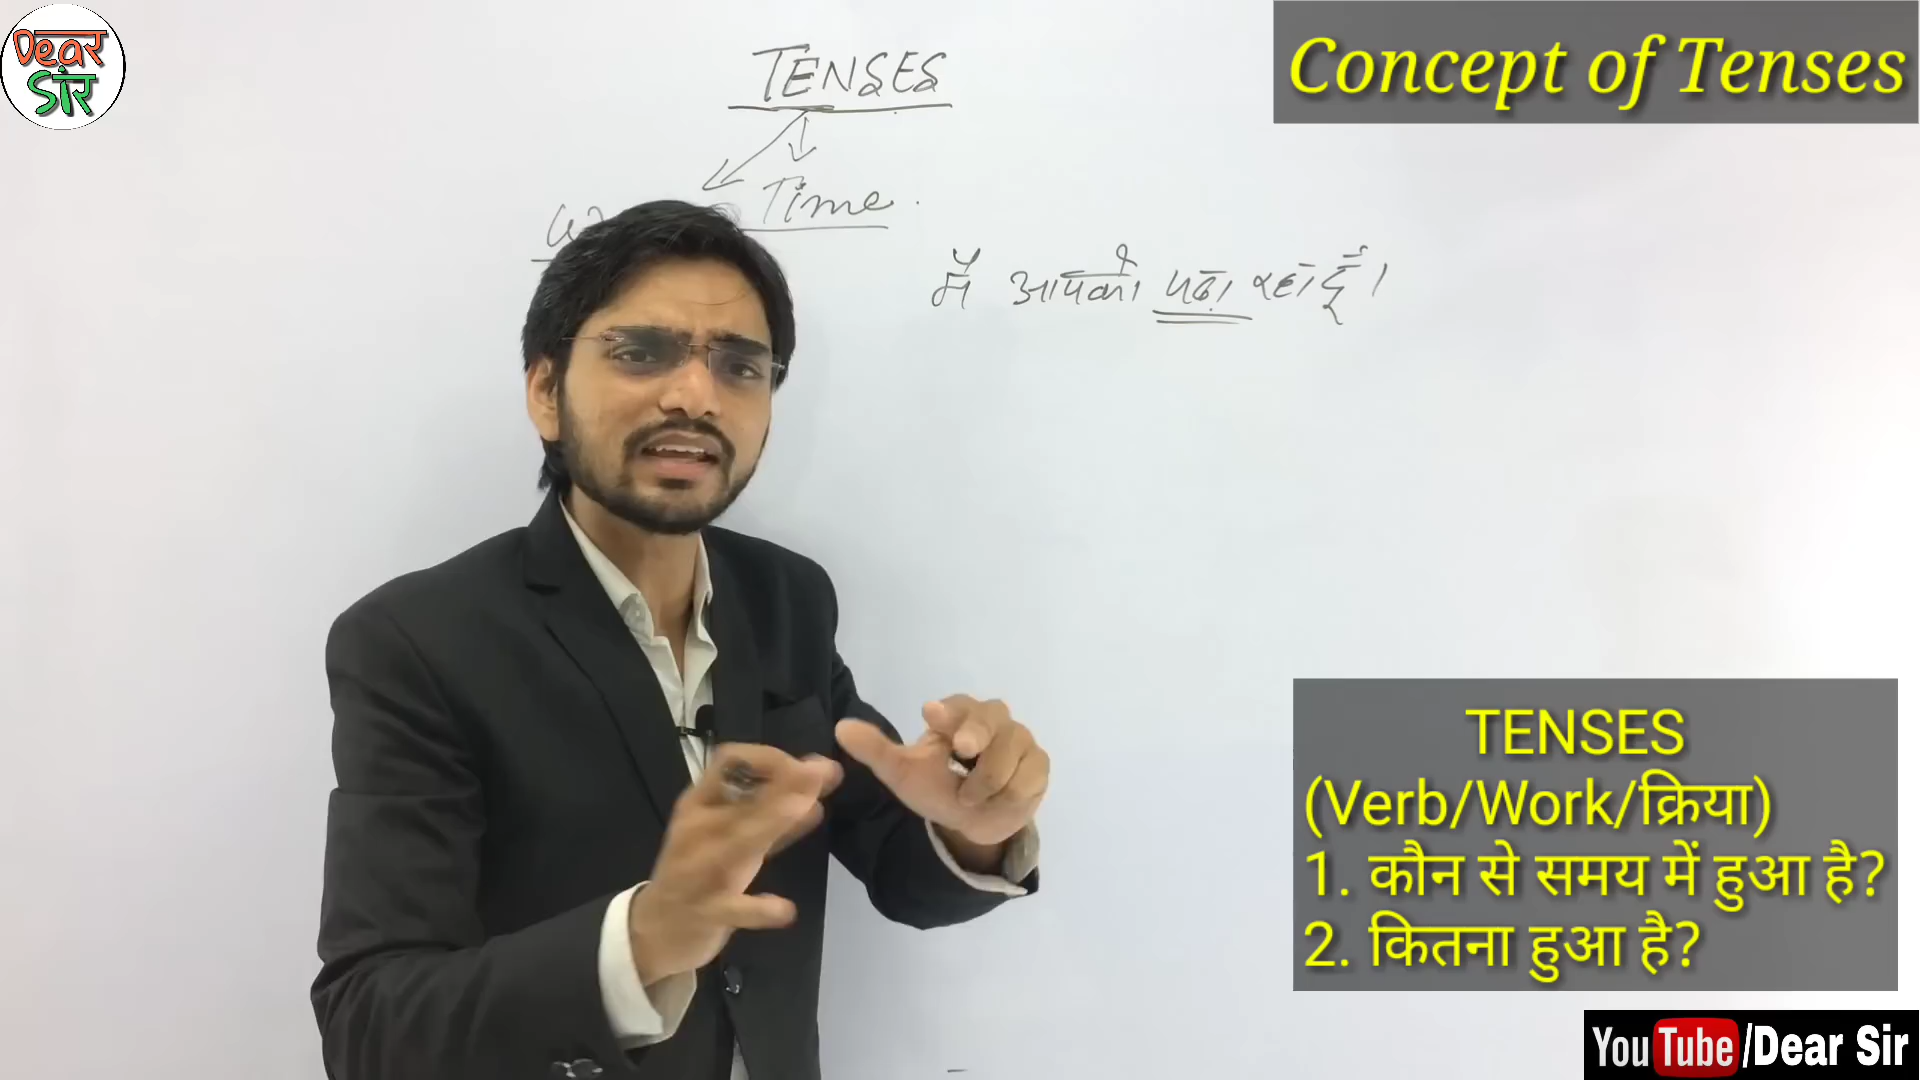 Dear
Sir
TENSES
Concept of Tenses
Time
मैं आपको पढ़ा रहा हूँ।
TENSES
(Verb/Work/क्रिया)
1. कौन से समय में हुआ है?
2. कितना हुआ है?
YouTube/Dear Sir